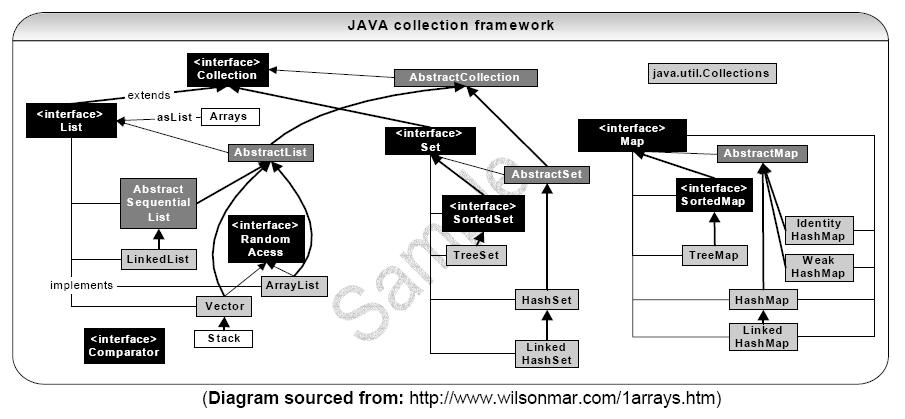 JAVA collection framework
<interface>
Collection
AbstractCollection
java.util.Collections
extends
<interface>
List
asList
Arrays
AbstractList
<interface>
Set
AbstractSet
<interface>
Map
AbstractMap
Abstract
Sequential
List
<interface>
Random
Acess
<interface>
SortedSet
<interface>
SortedMap
Identity
HashMap
LinkedList
TreeSet
TreeMap
Weak
HashMap
implements
ArrayList
Vector
HashSet
HashMap
Stack
<interface>
Comparator
Linked
HashSet
Linked
HashMap
Sample
(Diagram sourced from: http://www.wilsonmar.com/1arrays.htm)